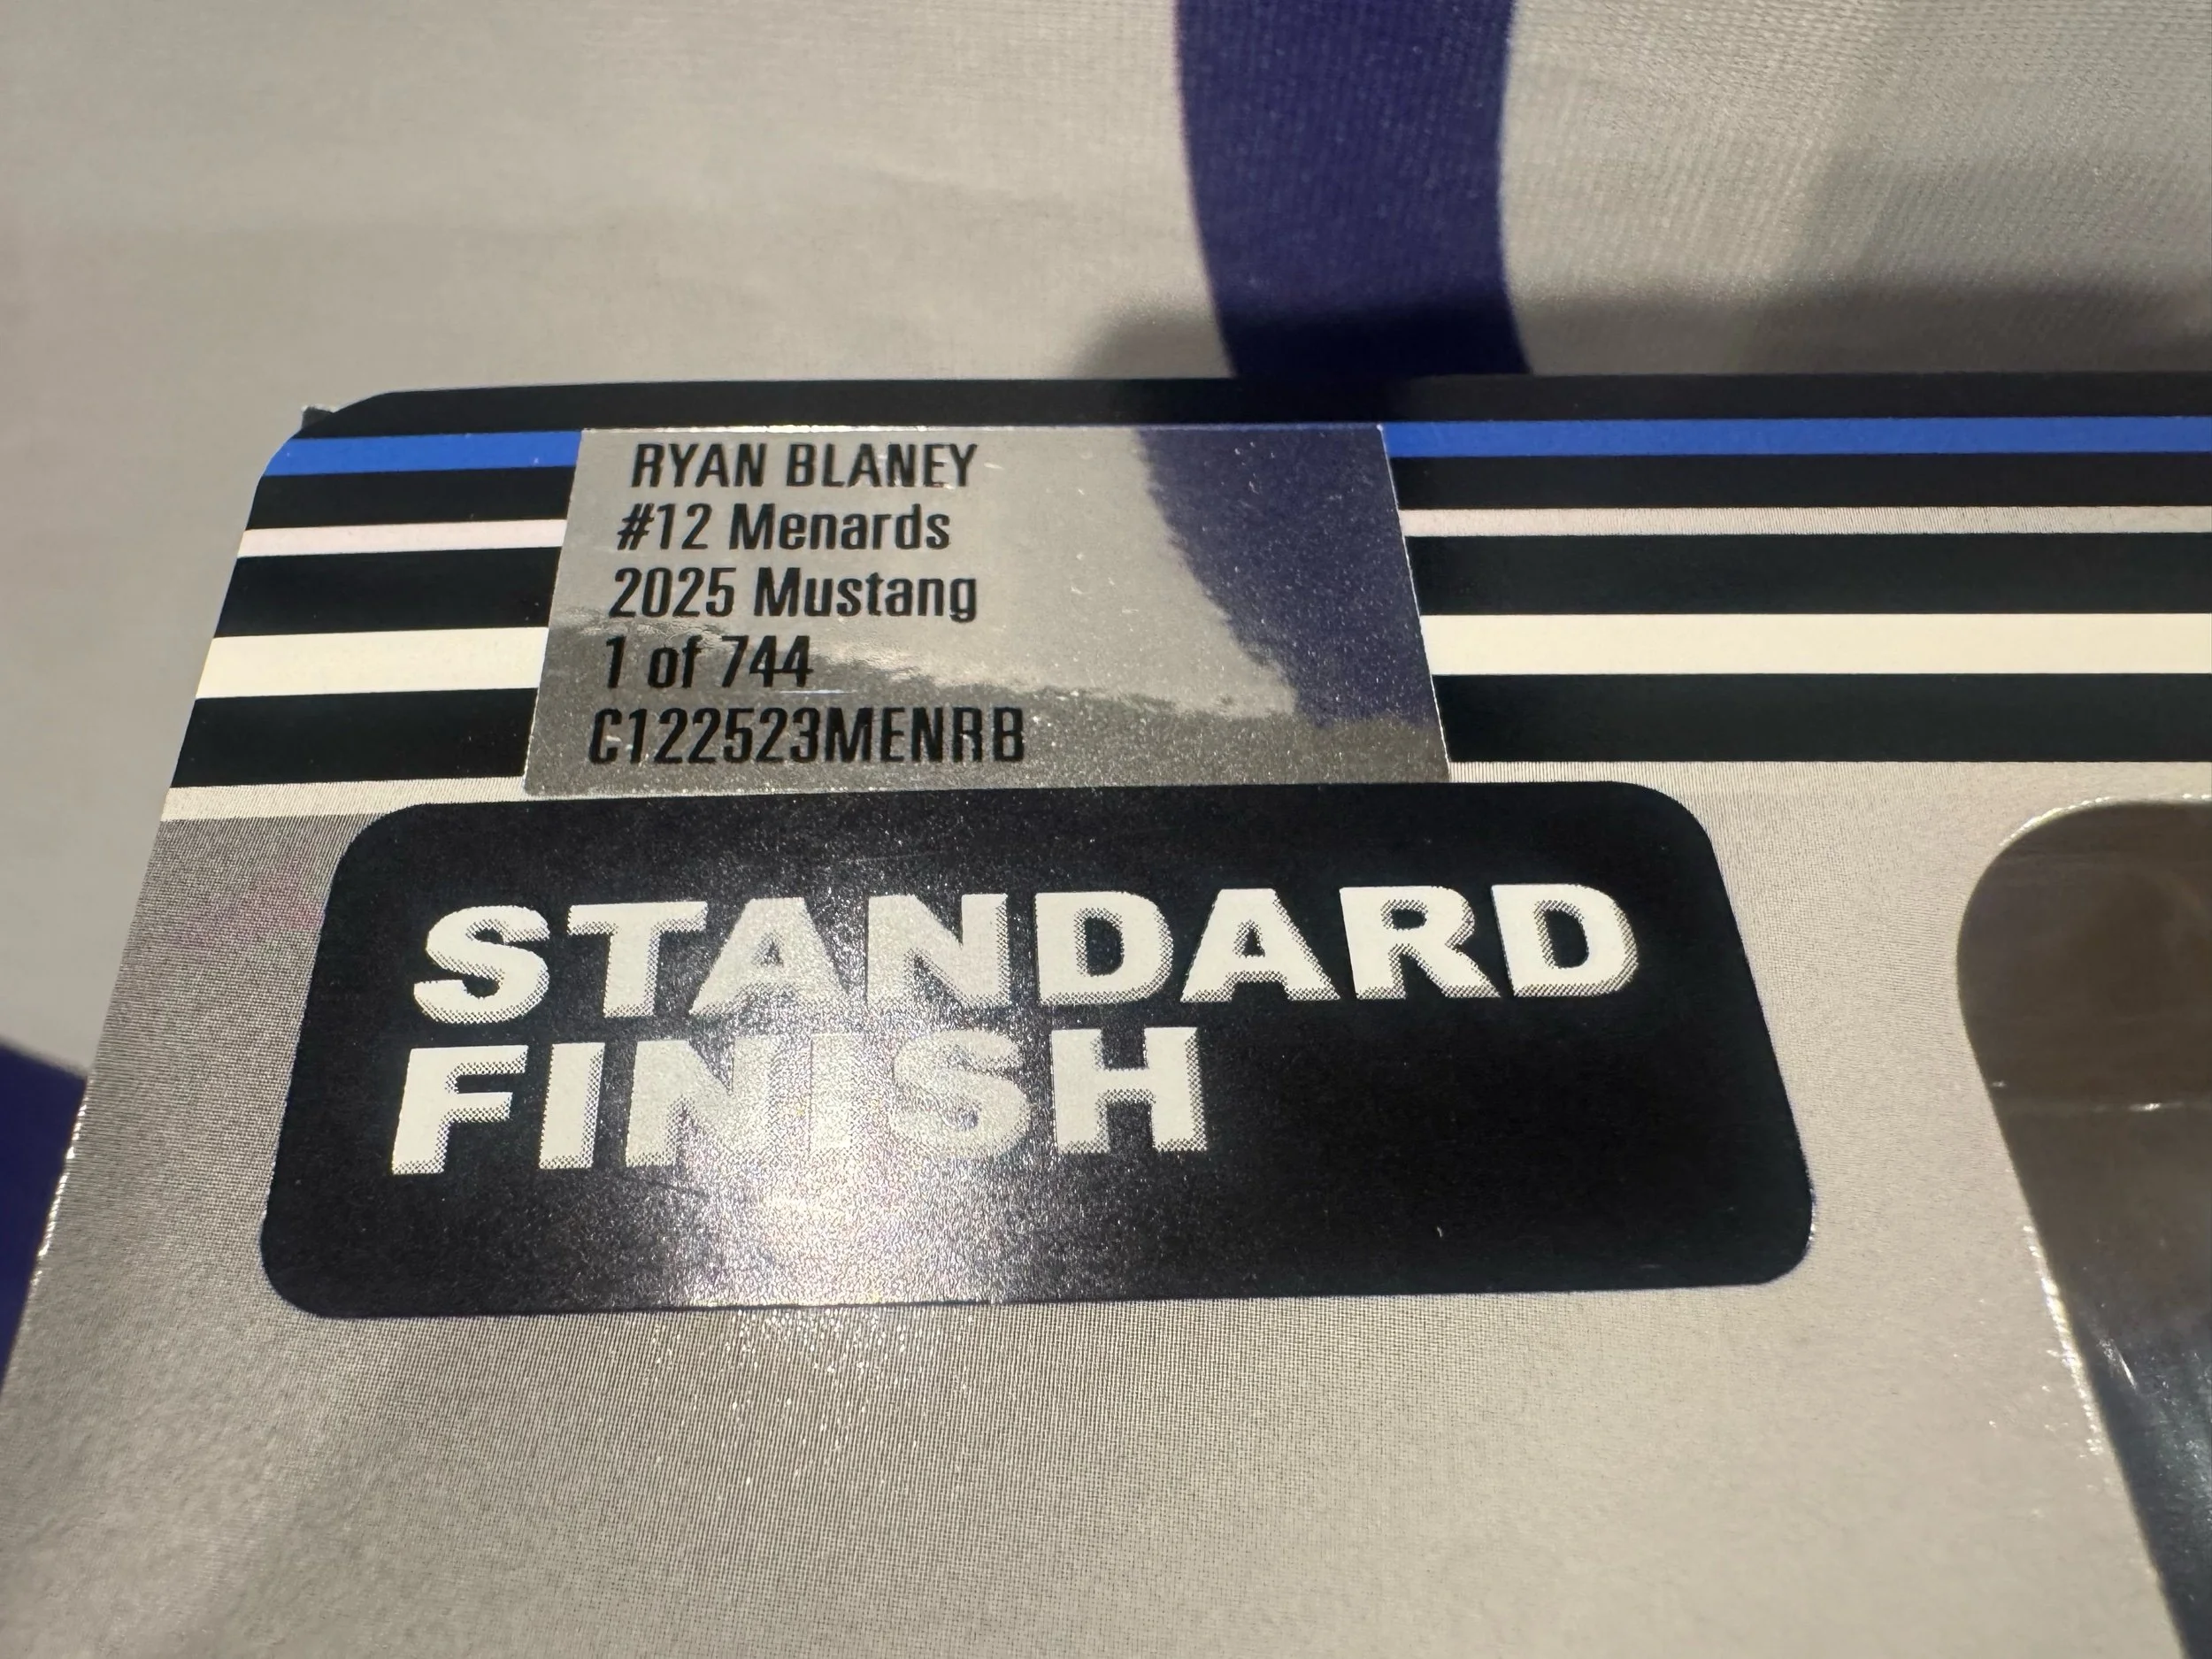 RYAN BLANEY
#12 Menards
2025 Mustang
1 of 744
C122523MENRB
STANDARD
FINISH